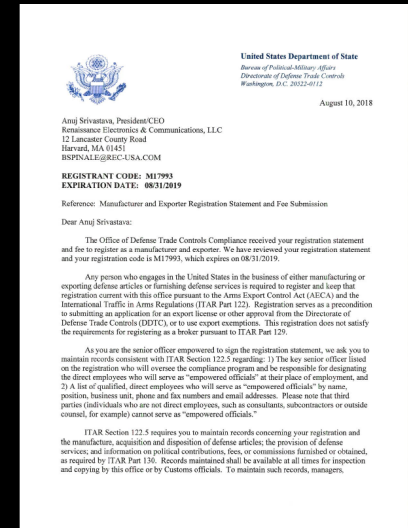 United States Department of State
Bureau of Political-Military Affairs
Directorate of Defense Trade Controls
Washington, D.C. 20522-0112
August 10, 2018
Anuj Srivastava, President/CEO
Renaissance Electronics & Communications, LLC
12 Lancaster County Road
Harvard, MA 01451
BSPINALE@REC-USA.COM
REGISTRANT CODE: M17993
EXPIRATION DATE: 08/31/2019
Reference: Manufacturer and Exporter Registration Statement and Fee Submission
Dear Anuj Srivastava:
The Office of Defense Trade Controls Compliance received your registration statement
and fee to register as a manufacturer and exporter. We have reviewed your registration statement
and your registration code is M17993, which expires on 08/31/2019.
Any person who engages in the United States in the business of either manufacturing or
exporting defense articles or furnishing defense services is required to register and keep that
registration current with this office pursuant to the Arms Export Control Act (AECA) and the
International Traffic in Arms Regulations (ITAR Part 122). Registration serves as a precondition
to submitting an application for an export license or other approval from the Directorate of
Defense Trade Controls (DDTC), or to use export exemptions. This registration does not satisfy
the requirements for registering as a broker pursuant to ITAR Part 129.
As you are the senior officer empowered to sign the registration statement, we ask you to
maintain records consistent with ITAR Section 122.5 regarding: 1) The key senior officer listed
on the registration who will oversee the compliance program and be responsible for designating
the direct employees who will serve as “empowered officials” at their place of employment, and
2) A list of qualified, direct employees who will serve as “empowered officials” by name,
position, business unit, phone and fax numbers and email addresses. Please note that third
parties (individuals who are not direct employees, such as consultants, subcontractors or outside
counsel, for example) cannot serve as “empowered officials.”
ITAR Section 122.5 requires you to maintain records concerning your registration and
the manufacture, acquisition and disposition of defense articles; the provision of defense
services; and information on political contributions, fees, or commissions furnished or obtained,
as required by ITAR Part 130. Records maintained shall be available at all times for inspection
and copying by this office or by Customs officials. To maintain such records, managers,